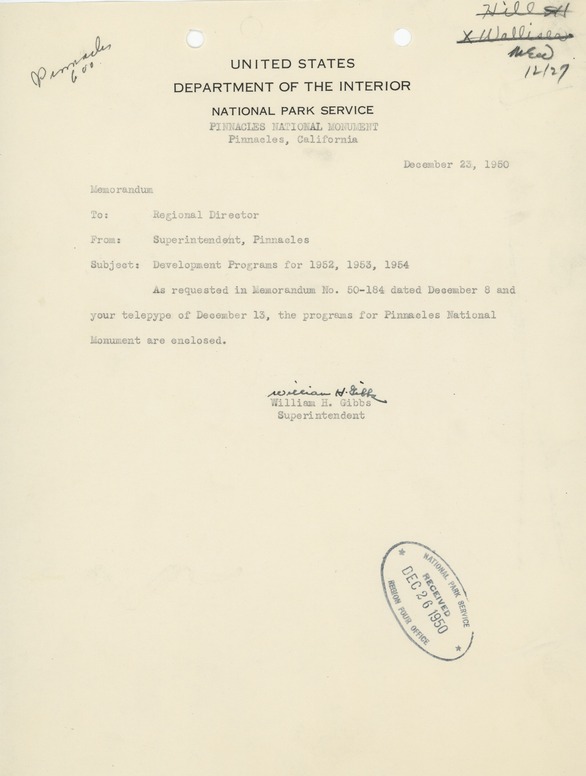 Hill
X Walliser
MEW
12/27
Pinnacles
600.
UNITED STATES
DEPARTMENT OF THE INTERIOR
NATIONAL PARK SERVICE
PINNACLES NATIONAL MONUMENT
Pinnacles, California
December 23, 1950
Memorandum
To: Regional Director
From: Superintendent, Pinnacles
Subject: Development Programs for 1952, 1953, 1954
As requested in Memorandum No. 50-184 dated December 8 and
your telepype of December 13, the programs for Pinnacles National
Monument are enclosed.
William H. Gibbs
William H. Gibbs
Superintendent
NATIONAL PARK SERVICE
RECEIVED
DEC 26 1950
REGION FOUR OFFICE